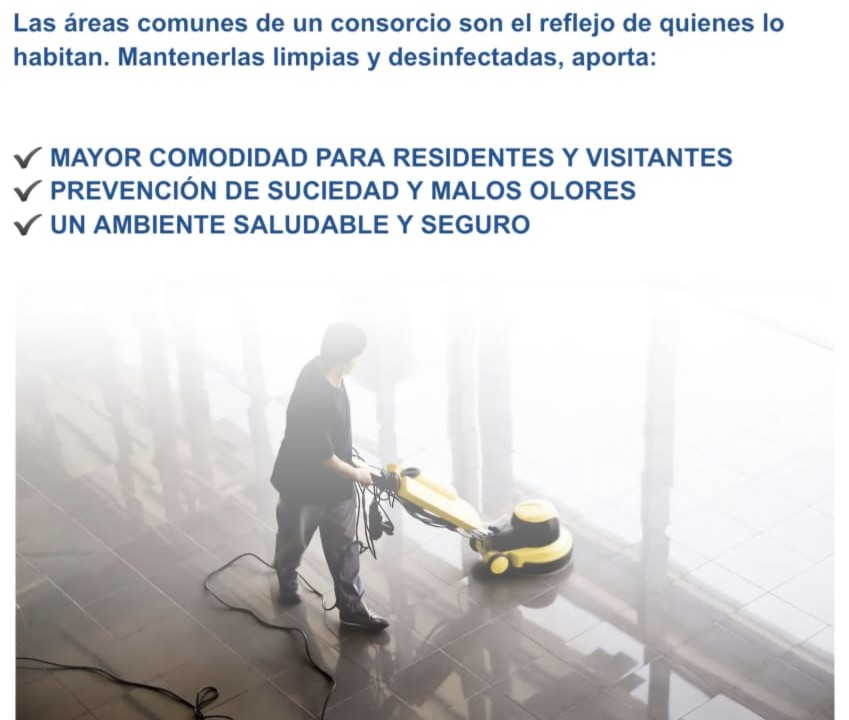 Las áreas comunes de un consorcio son el reflejo de quienes lo
habitan. Mantenerlas limpias y desinfectadas, aporta:
✓ MAYOR COMODIDAD PARA RESIDENTES Y VISITANTES
✓ PREVENCIÓN DE SUCIEDAD Y MALOS OLORES
✓ UN AMBIENTE SALUDABLE Y SEGURO